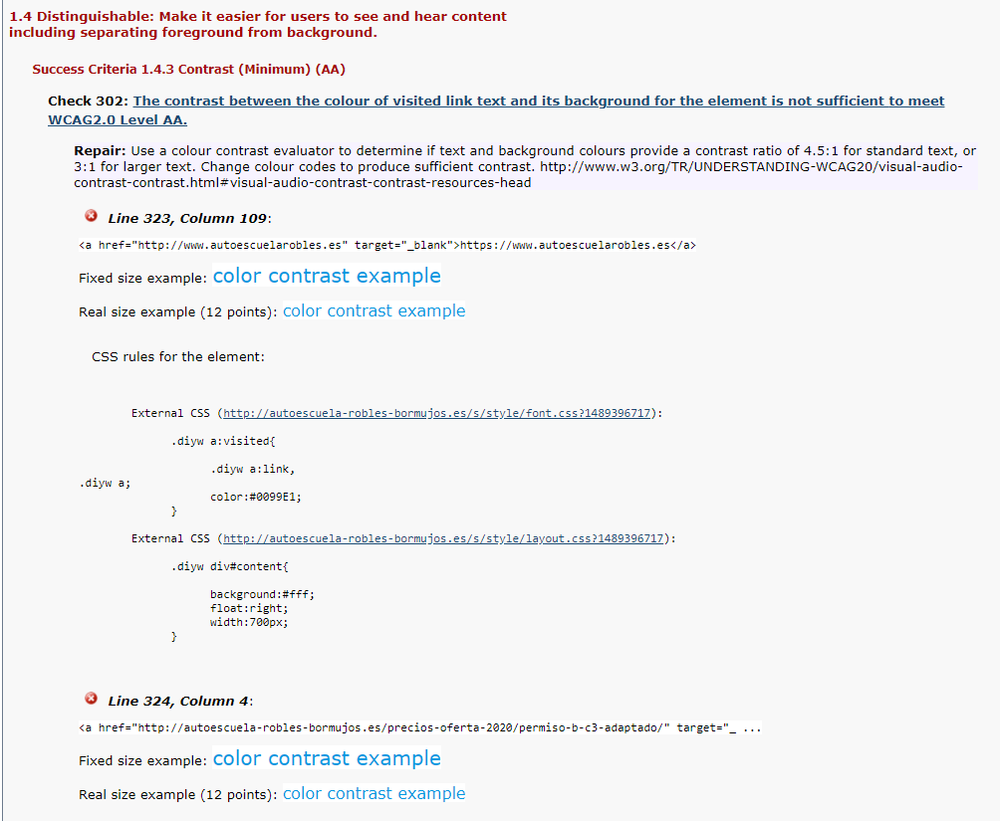 1.4 Distinguishable: Make it easier for users to see and hear content
including separating foreground from background.
Success Criteria 1.4.3 Contrast (Minimum) (AA)
Check 302: The contrast between the colour of visited link text and its background for the element is not sufficient to meet
WCAG2.0 Level AA.
Repair: Use a colour contrast evaluator to determine if text and background colours provide a contrast ratio of 4.5:1 for standard text, or
3:1 for larger text. Change colour codes to produce sufficient contrast. http://www.w3.org/TR/UNDERSTANDING-WCAG20/visual-audio-
contrast-contrast.html#visual-audio-contrast-contrast-resources-head
Line 323, Column 109:
<a href="http://www.autoescuelarobles.es" target="_blank">https://www.autoescuelarobles.es</a>
Fixed size example: color contrast example
Real size example (12 points): color contrast example
CSS rules for the element:
External CSS (http://autoescuela-robles-bormujos.es/s/style/font.css?1489396717):
.diyw a:visited{
.diyw a:link,
.diyw a;
color:#0099E1;
}
External CSS (http://autoescuela-robles-bormujos.es/s/style/layout.css?1489396717):
.diyw div#content{
background:#fff;
float:right;
width:700px;
}
Line 324, Column 4:
<a href="http://autoescuela-robles-bormujos.es/precios-oferta-2020/permiso-b-c3-adaptado/" target="_ ...
Fixed size example: color contrast example
Real size example (12 points): color contrast example